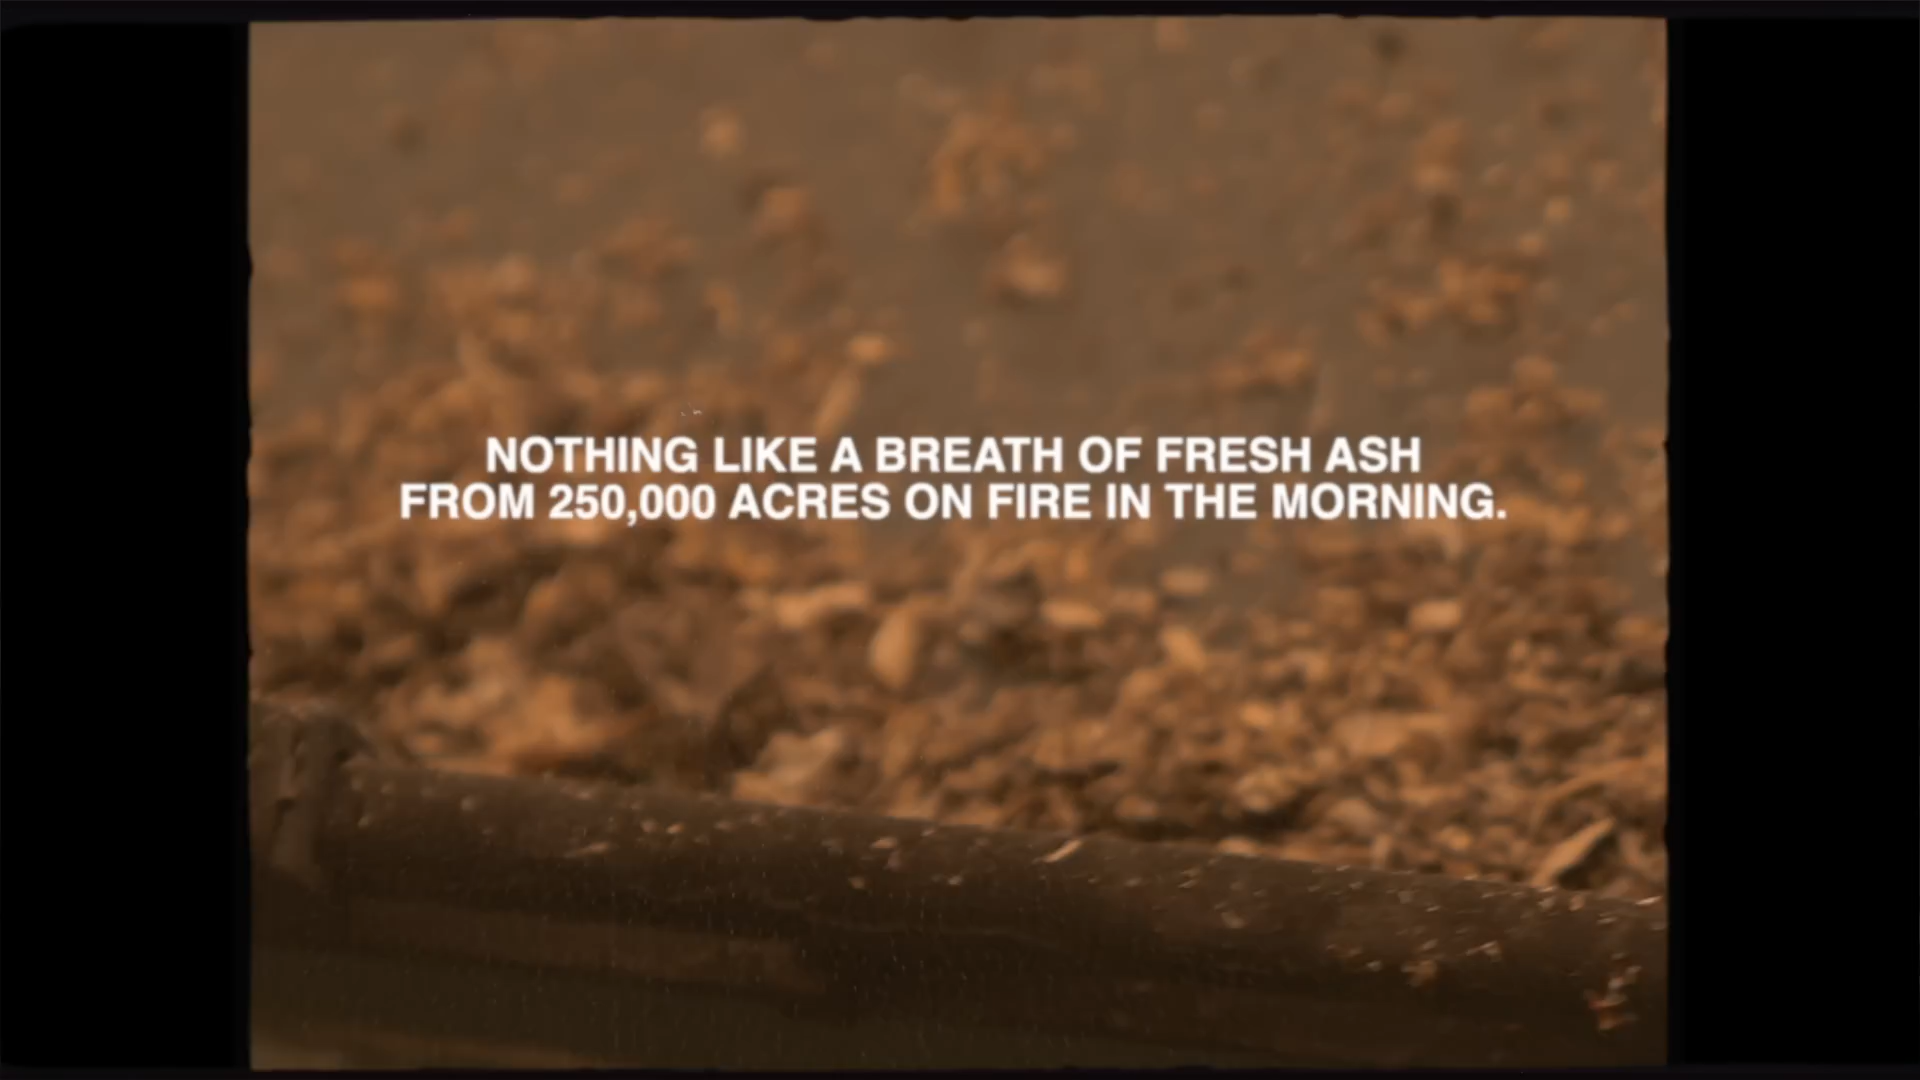 NOTHING LIKE A BREATH OF FRESH ASH
FROM 250,000 ACRES ON FIRE IN THE MORNING.